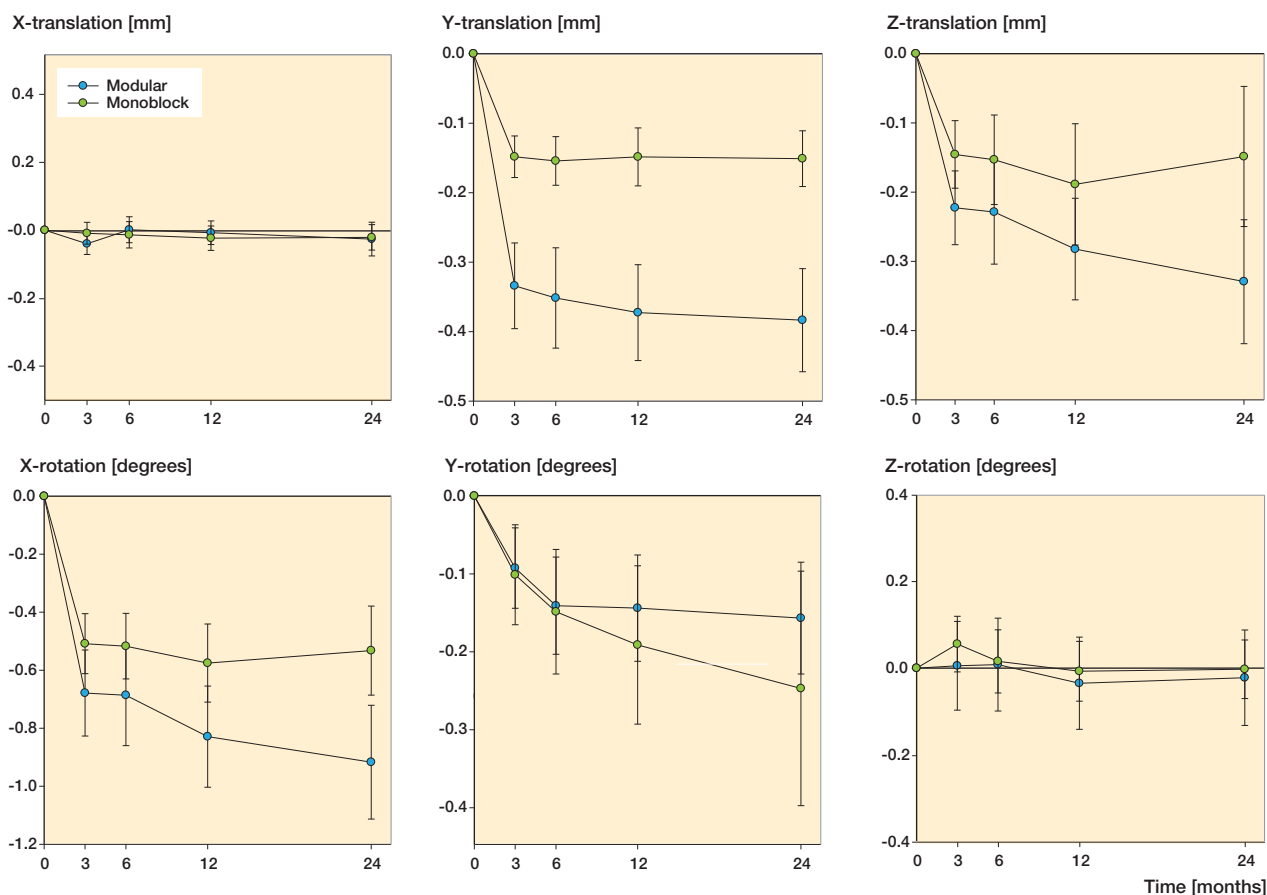 X-translation [mm]
0.4
0.2
-0.0
-0.2
-0.4
0 3 6 12 24
Modular
Monoblock
Y-translation [mm]
0.0
-0.1
-0.2
-0.3
-0.4
-0.5
0 3 6 12 24
Z-translation [mm]
0.0
-0.1
-0.2
-0.3
-0.4
-0.5
0 3 6 12 24
X-rotation [degrees]
0.0
-0.2
-0.4
-0.6
-0.8
-1.0
-1.2
0 3 6 12 24
Y-rotation [degrees]
0.0
-0.1
-0.2
-0.3
-0.4
0 3 6 12 24
Z-rotation [degrees]
0.4
0.2
0.0
-0.2
-0.4
0 3 6 12 24
Time [months]